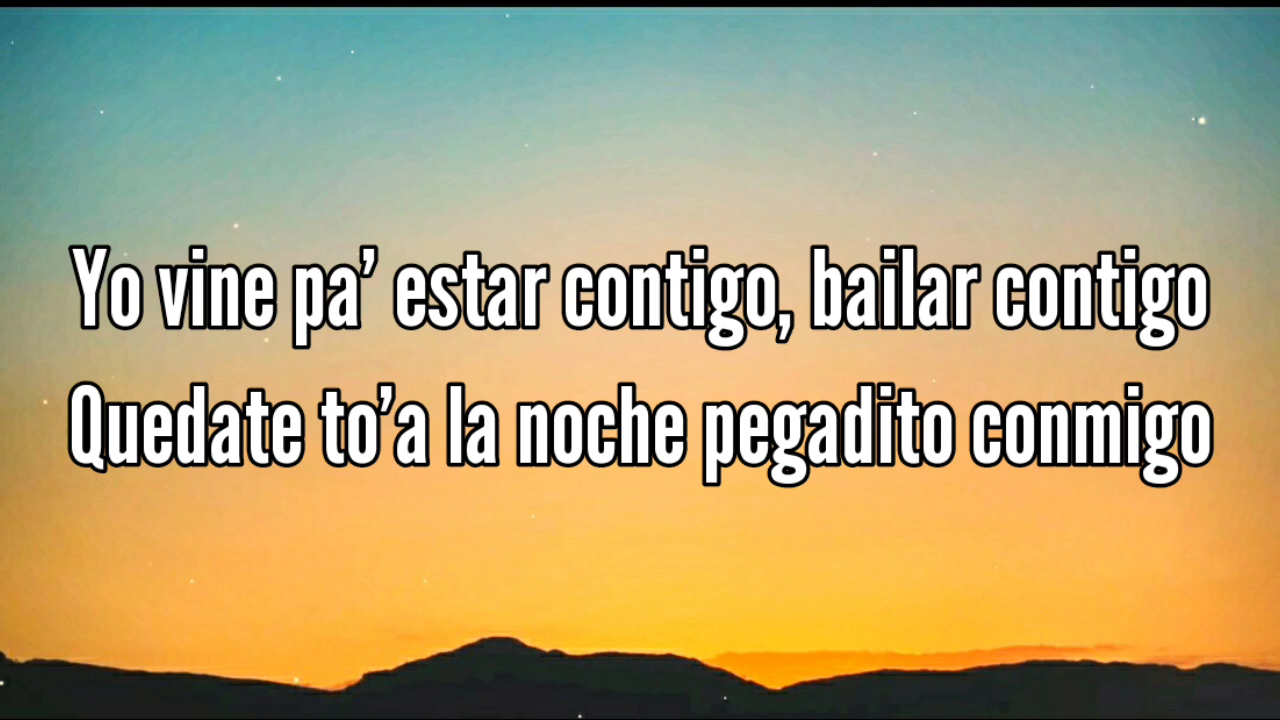 Yo vine pa’ estar contigo, bailar contigo
Quedate to’a la noche pegadito conmigo